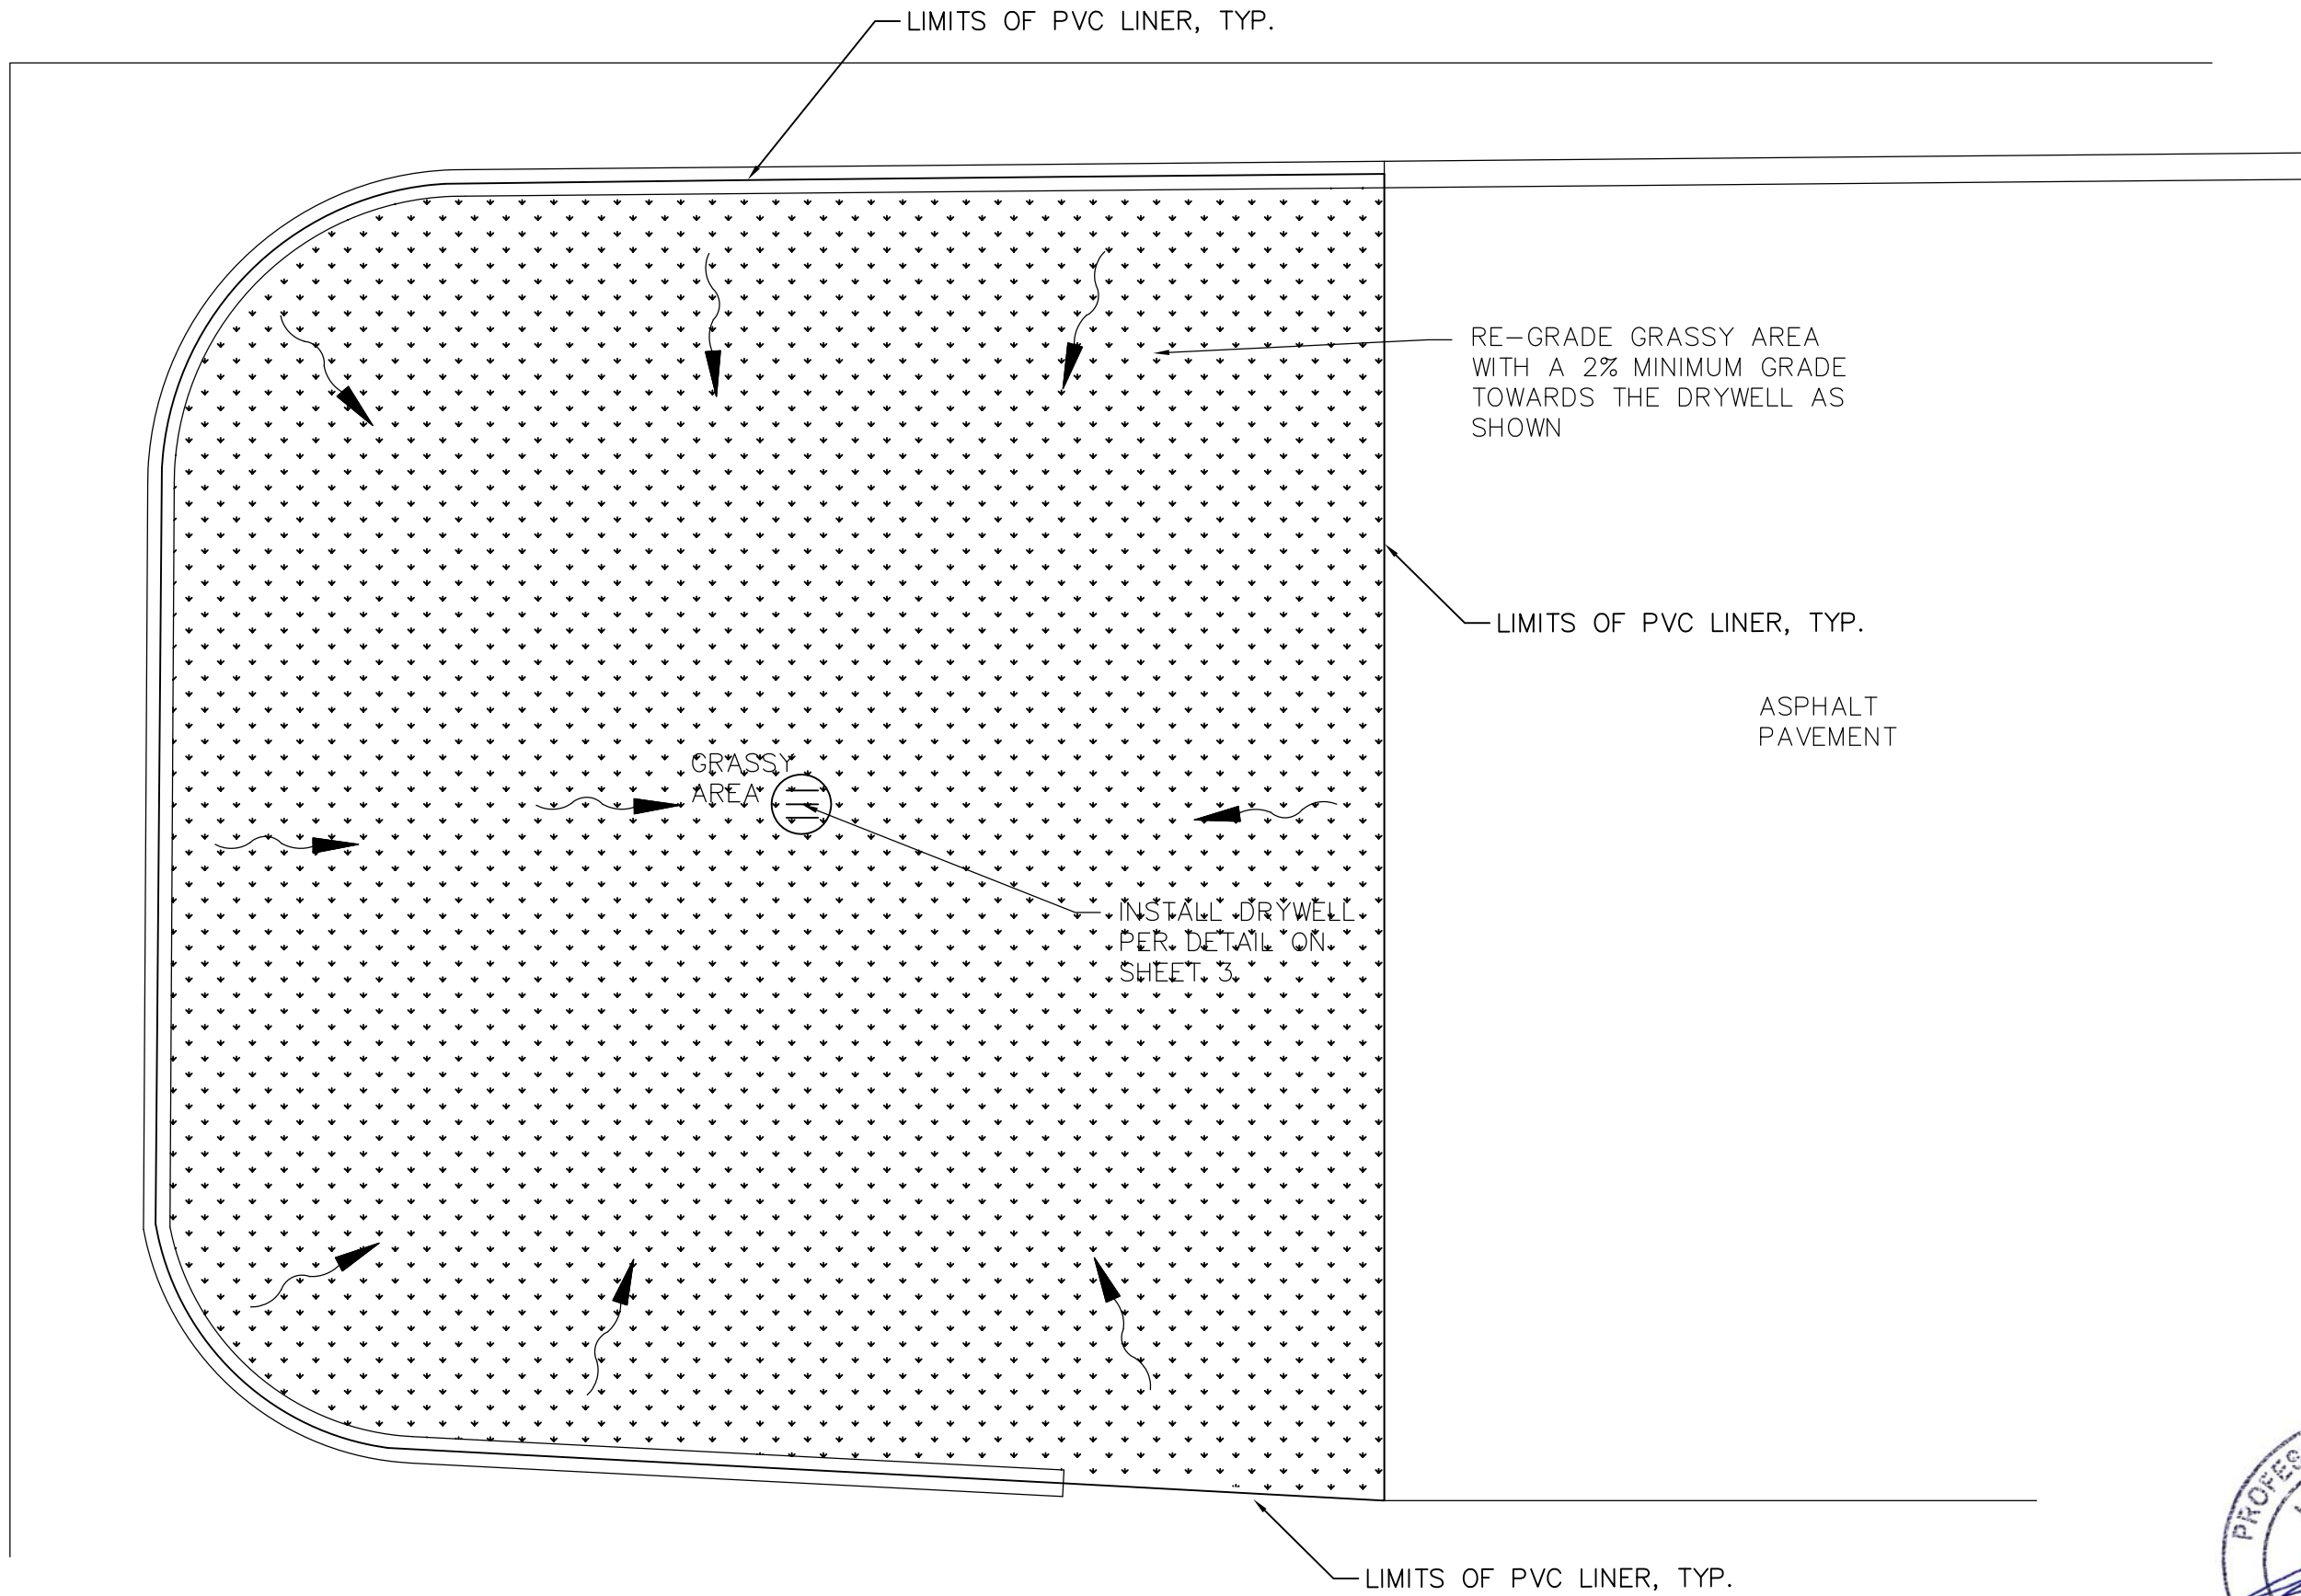 LIMITS OF PVC LINER, TYP.
RE-GRADE GRASSY AREA
WITH A 2% MINIMUM GRADE
TOWARDS THE DRYWELL AS
SHOWN
LIMITS OF PVC LINER, TYP.
ASPHALT
PAVEMENT
GRASSY
AREA
INSTALL DRYWELL
PER DETAIL ON
SHEET 3
LIMITS OF PVC LINER, TYP.